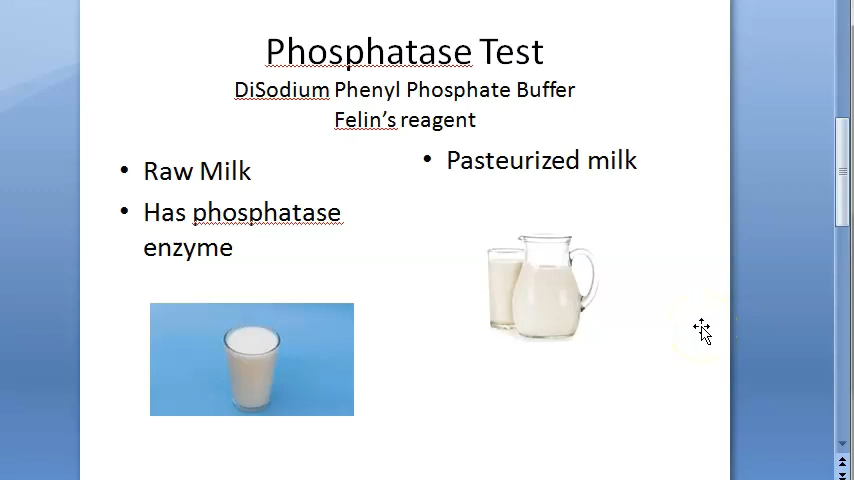 Phosphatase Test
DiSodium Phenyl Phosphate Buffer
Felin's reagent
• Raw Milk
• Has phosphatase
enzyme
• Pasteurized milk